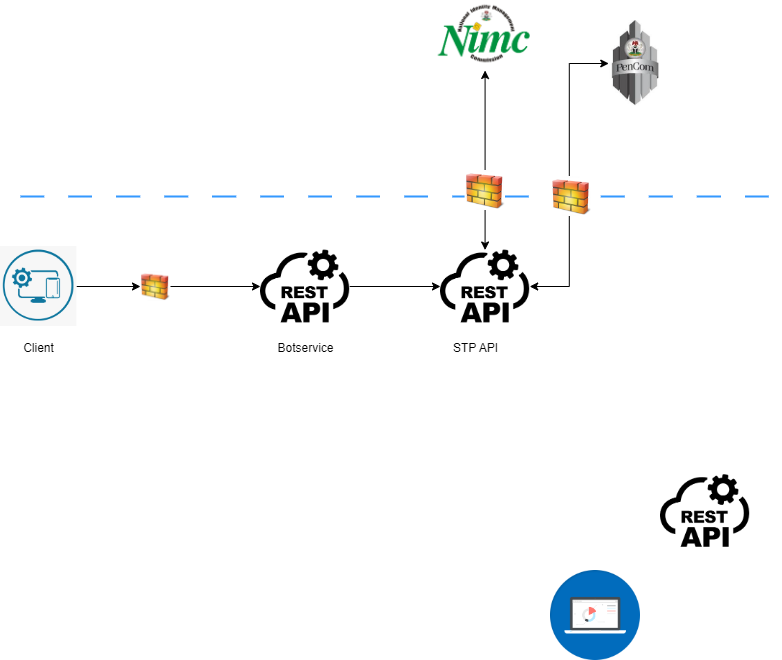 National Identity Management
Nimc
Commission
PenCom
REST
API
REST
API
Client
Botservice
STP API
REST
API